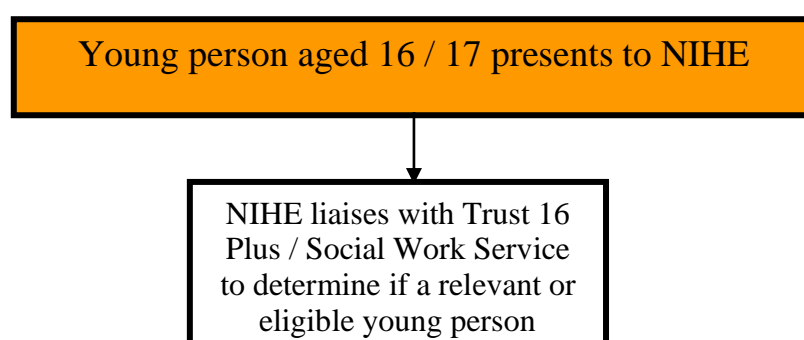 Young person aged 16 / 17 presents to NIHE
NIHE liaises with Trust 16
Plus / Social Work Service
to determine if a relevant or
eligible young person